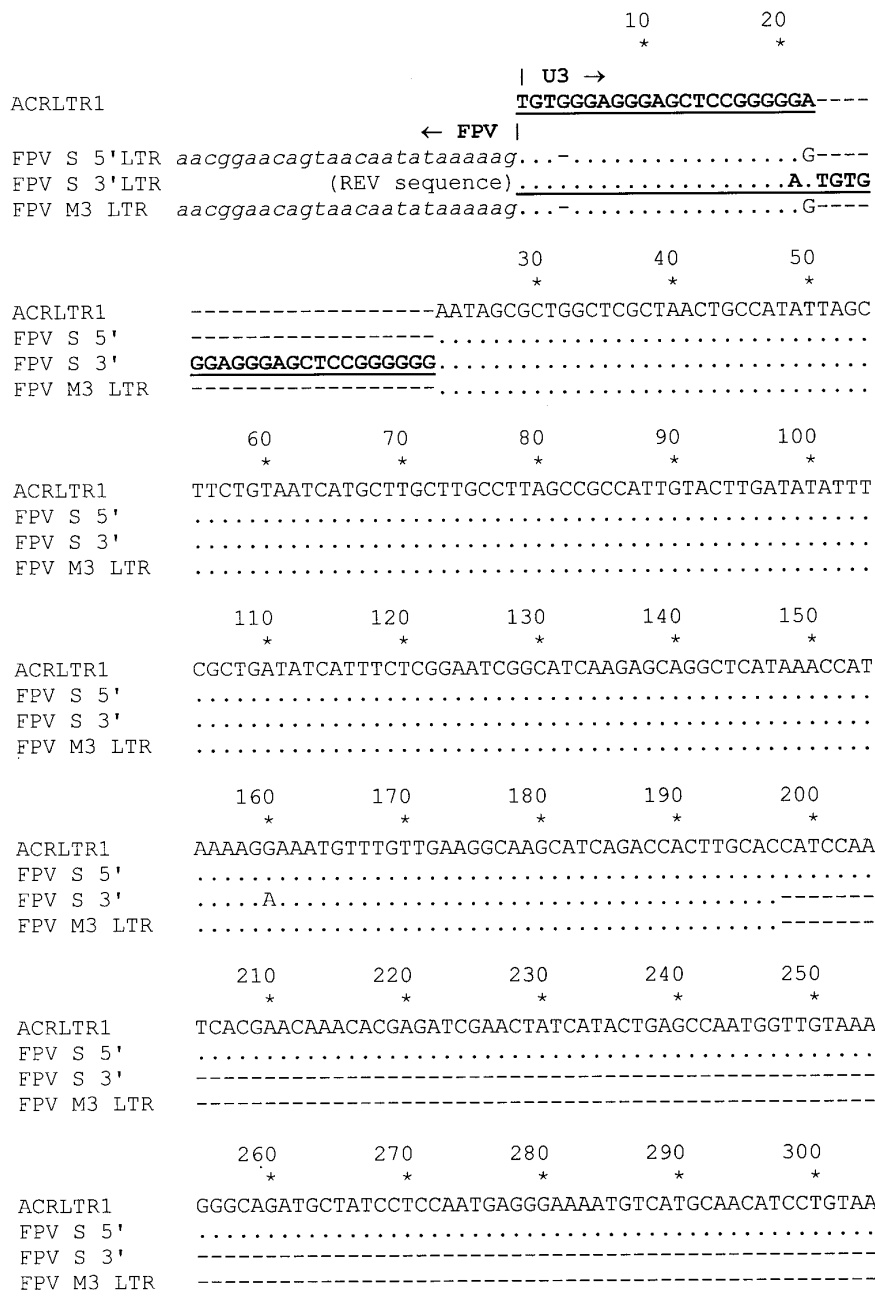 10 20
* *
| U3 →
ACRLTR1 TGTGGGAGGGAGCTCCGGGGGA----
← FPV |
FPV S 5'LTR aacggaacagtaacaatataaaaag...-.................G----
FPV S 3'LTR (REV sequence)....................A.TGTG
FPV M3 LTR aacggaacagtaacaatataaaaag...-.................G----
30 40 50
* * *
ACRLTR1 ------------------AATAGCGCTGGCTCGCTAACTGCCATATTAGC
FPV S 5' ------------------................................
FPV S 3' GGAGGGAGCTCCGGGGGG................................
FPV M3 LTR ------------------................................
60 70 80 90 100
* * * * *
ACRLTR1 TTCTGTAATCATGCTTGCTTGCCTTAGCCGCCATTGTACTTGATATATTT
FPV S 5' ..................................................
FPV S 3' ..................................................
FPV M3 LTR ..................................................
110 120 130 140 150
* * * * *
ACRLTR1 CGCTGATATCATTTCTCGGAATCGGCATCAAGAGCAGGCTCATAAACCAT
FPV S 5' ..................................................
FPV S 3' ..................................................
FPV M3 LTR ..................................................
160 170 180 190 200
* * * * *
ACRLTR1 AAAAGGAAATGTTTGTTGAAGGCAAGCATCAGACCACTTGCACCATCCAA
FPV S 5' ..................................................
FPV S 3' .....A.....................................-------
FPV M3 LTR ...........................................-------
210 220 230 240 250
* * * * *
ACRLTR1 TCACGAACAAACACGAGATCGAACTATCATACTGAGCCAATGGTTGTAAA
FPV S 5' ..................................................
FPV S 3' --------------------------------------------------
FPV M3 LTR --------------------------------------------------
260 270 280 290 300
* * * * *
ACRLTR1 GGGCAGATGCTATCCTCCAATGAGGGAAAATGTCATGCAACATCCTGTAA
FPV S 5' ..................................................
FPV S 3' --------------------------------------------------
FPV M3 LTR --------------------------------------------------